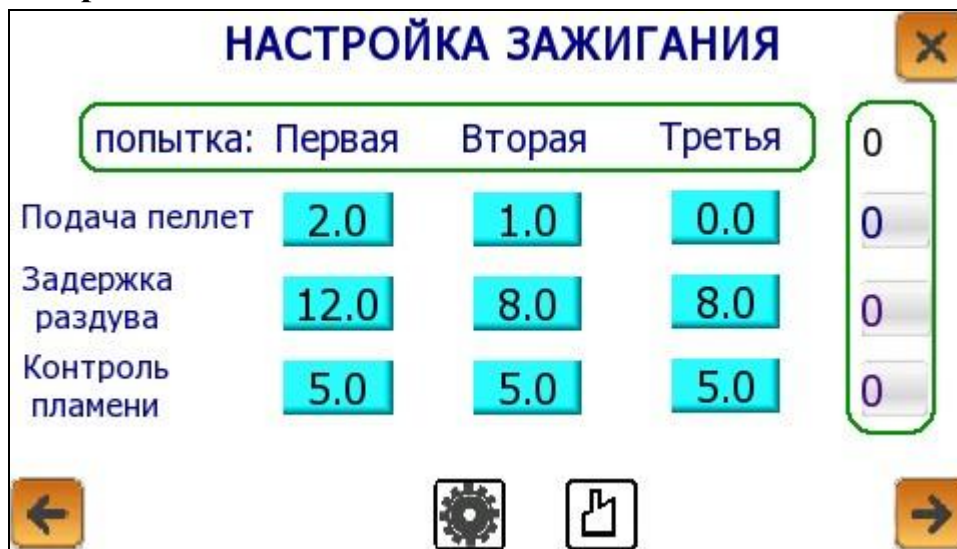 НАСТРОЙКА ЗАЖИГАНИЯ
попытка: Первая Вторая Третья 0
Подача пеллет 2.0 1.0 0.0 0
Задержка
раздува 12.0 8.0 8.0 0
Контроль
пламени 5.0 5.0 5.0 0